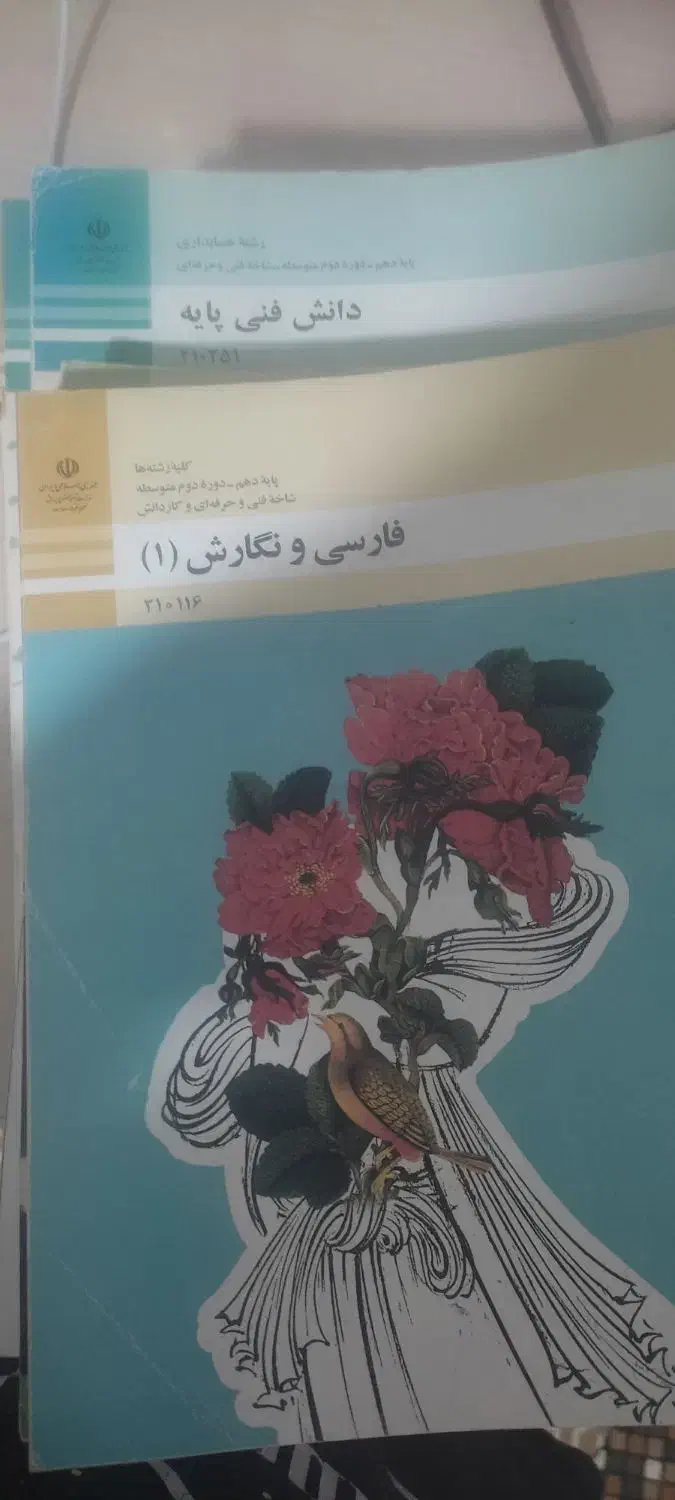 رشتهٔ حسابداری
پایهٔ دهم - دورهٔ دوم متوسطه - شاخهٔ فنی و حرفه‌ای
دانش فنی پایه
۲۱۰۲۵۱
کلیهٔ رشته‌ها
پایهٔ دهم - دورهٔ دوم متوسطه
شاخهٔ فنی و حرفه‌ای و کاردانش
فارسی و نگارش (۱)
۲۱۰۱۱۶